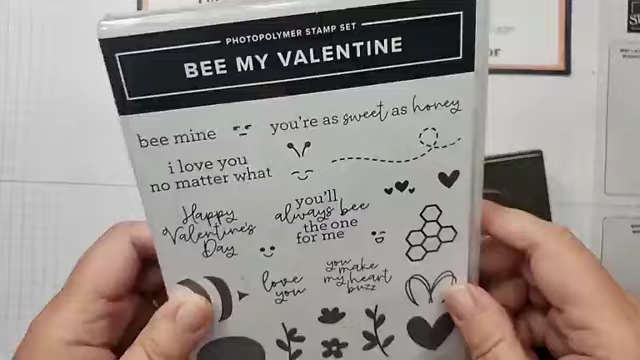 PHOTOPOLYMER STAMP SET
BEE MY VALENTINE
bee mine
you're as sweet as honey
i love you
no matter what
Happy
Valentine's
Day
you'll
always bee
the one
for me
love
you
you
make
my heart
buzz